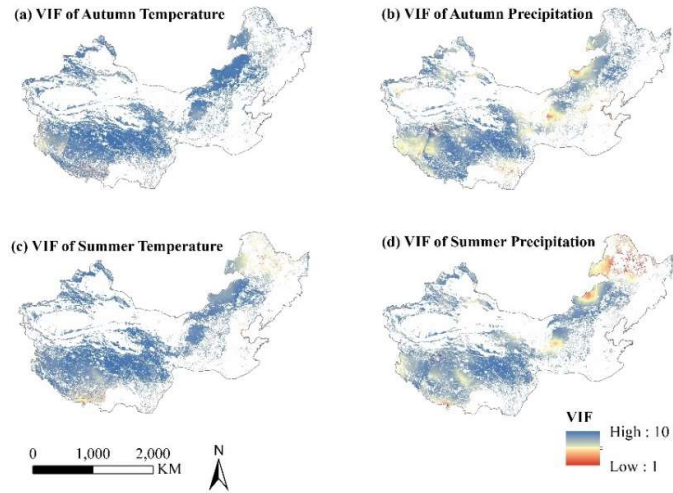 (a) VIF of Autumn Temperature
(b) VIF of Autumn Precipitation
(c) VIF of Summer Temperature
(d) VIF of Summer Precipitation
VIF
High : 10
Low : 1
0 1,000 2,000
KM
N